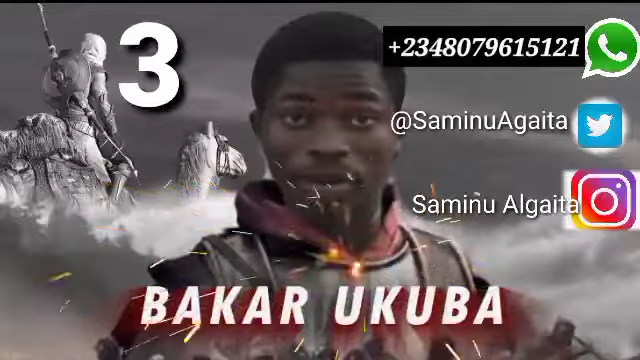 3
+2348079615121
@SaminuAgaita
Saminu Algaita
BAKAR UKUBA